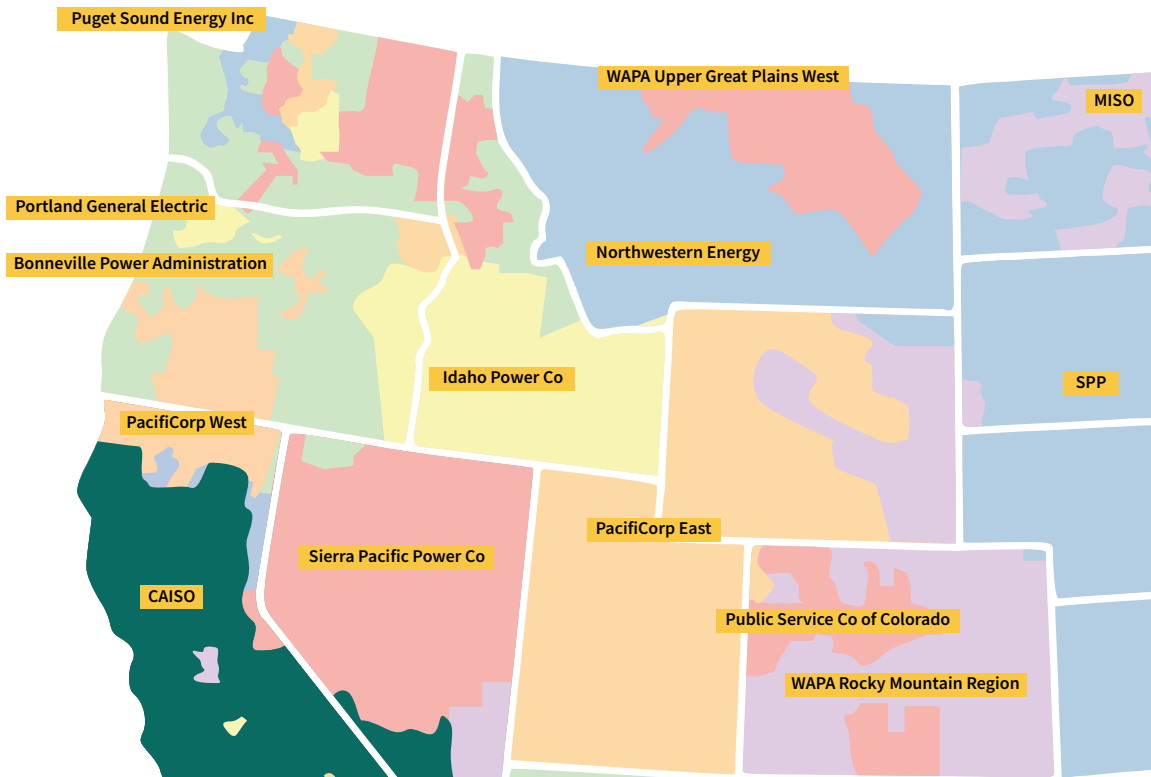 Puget Sound Energy Inc
WAPA Upper Great Plains West
MISO
Portland General Electric
Northwestern Energy
Bonneville Power Administration
Idaho Power Co
SPP
PacifiCorp West
PacifiCorp East
Sierra Pacific Power Co
CAISO
Public Service Co of Colorado
WAPA Rocky Mountain Region